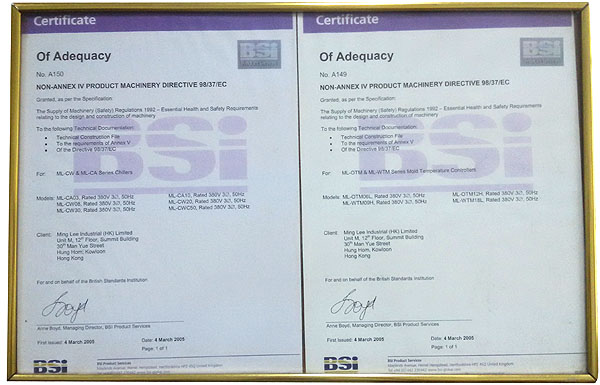 Certificate
BSi
Of Adequacy
No. A150
NON-ANNEX IV PRODUCT MACHINERY DIRECTIVE 98/37/EC
Granted, as per the Specification:
The Supply of Machinery (Safety) Regulations 1992 – Essential Health and Safety Requirements
relating to the design and construction of machinery
To the following Technical Documentation:
• Technical Construction File
• To the requirements of Annex V
• Of the Directive 98/37/EC
BSi
For: ML-CW & ML-CA Series Chillers
Models: ML-CA03, Rated 380V 3∅, 50Hz ML-CA10, Rated 380V 3∅, 50Hz
ML-CW08, Rated 380V 3∅, 50Hz ML-CW20, Rated 380V 3∅, 50Hz
ML-CW30, Rated 380V 3∅, 50Hz ML-CWC50, Rated 380V 3∅, 50Hz
Client: Ming Lee Industrial (HK) Limited
Unit M, 12th Floor, Summit Building
30th Man Yue Street
Hung Hom, Kowloon
Hong Kong
For and on behalf of the British Standards Institution:
Anne Boyd, Managing Director, BSI Product Services
First Issued: 4 March 2005 Date: 4 March 2005
Page: 1 of 1
BSi
BSI Product Services
Certificate
BSi
Of Adequacy
No. A149
NON-ANNEX IV PRODUCT MACHINERY DIRECTIVE 98/37/EC
Granted, as per the Specification:
The Supply of Machinery (Safety) Regulations 1992 – Essential Health and Safety Requirements
relating to the design and construction of machinery
To the following Technical Documentation:
• Technical Construction File
• To the requirements of Annex V
• Of the Directive 98/37/EC
BSi
For: ML-OTM & ML-WTM Series Mold Temperature Controllers
Models: ML-OTM06L, Rated 380V 3∅, 50Hz ML-OTM12H, Rated 380V 3∅, 50Hz
ML-WTM09H, Rated 380V 3∅, 50Hz ML-WTM18L, Rated 380V 3∅, 50Hz
Client: Ming Lee Industrial (HK) Limited
Unit M, 12th Floor, Summit Building
30th Man Yue Street
Hung Hom, Kowloon
Hong Kong
For and on behalf of the British Standards Institution:
Anne Boyd, Managing Director, BSI Product Services
First Issued: 4 March 2005 Date: 4 March 2005
Page: 1 of 1
BSi
BSI Product Services